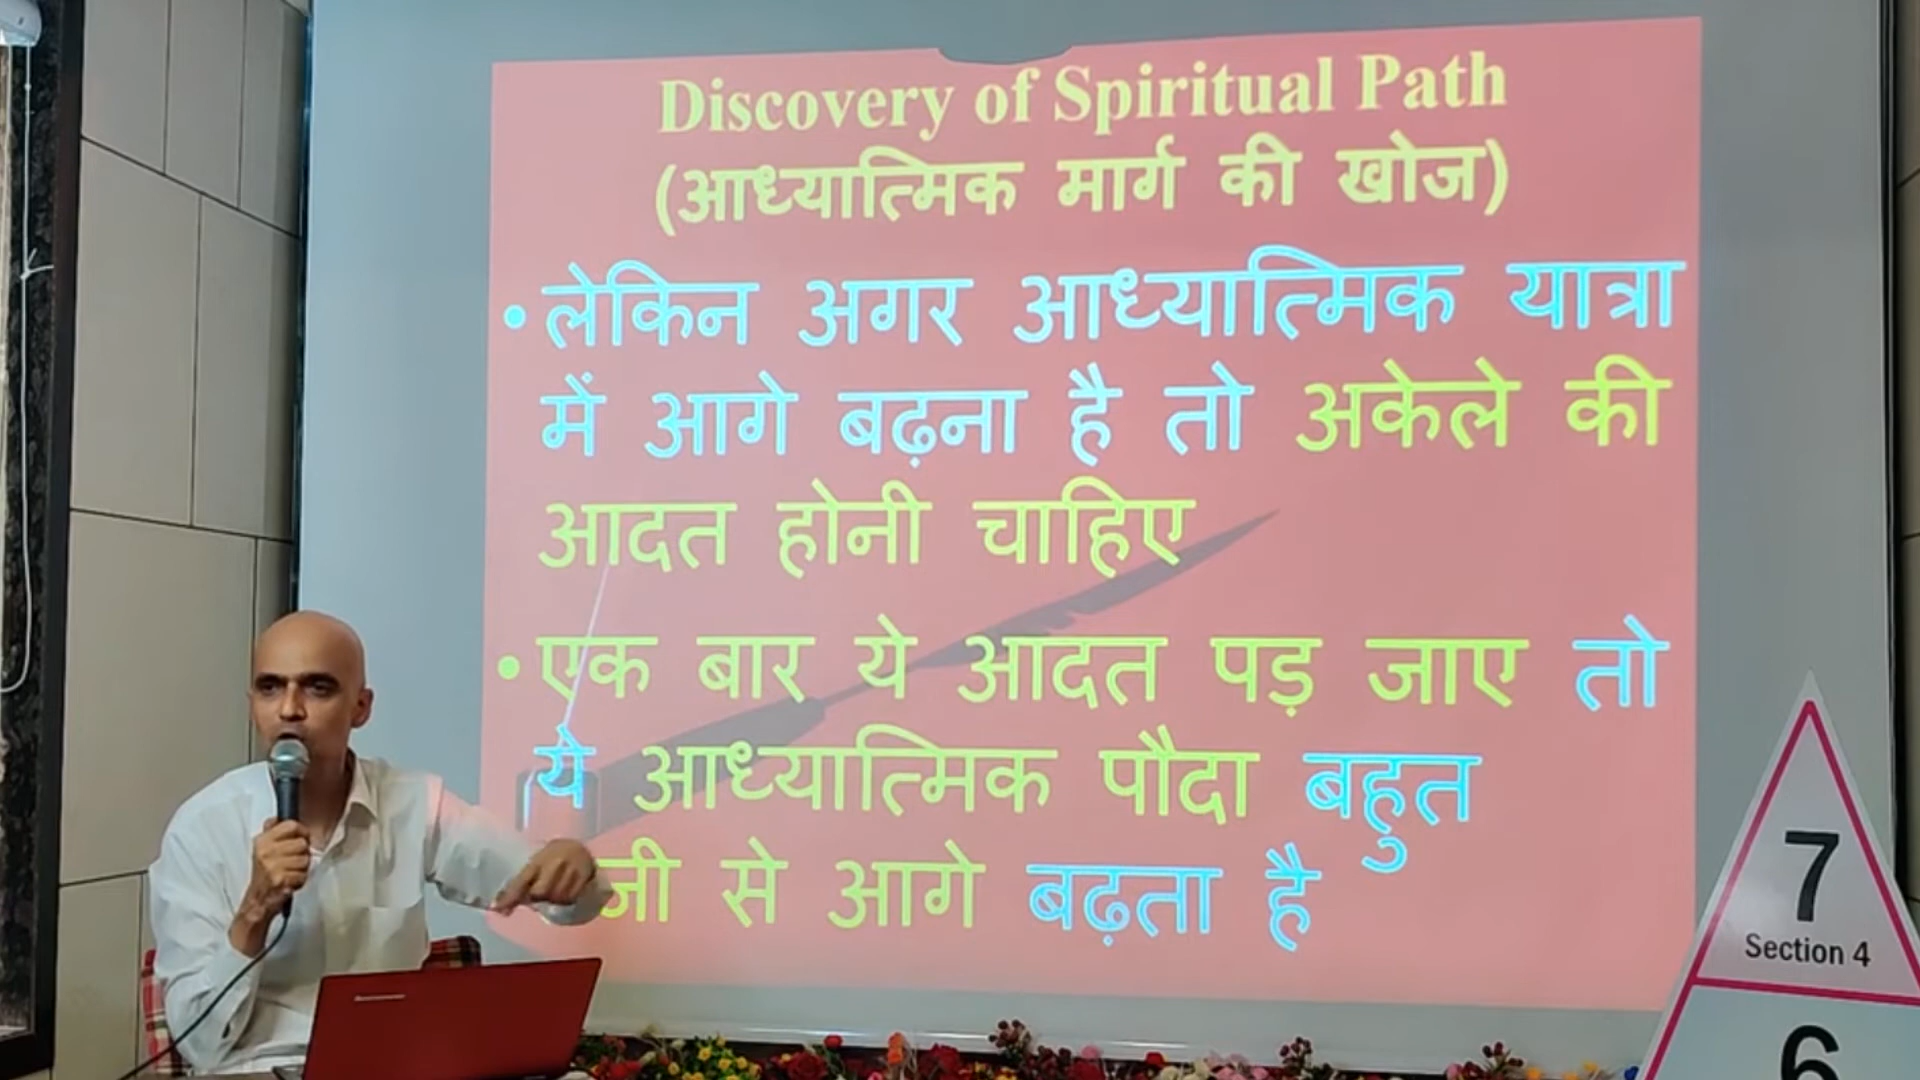 Discovery of Spiritual Path
(आध्यात्मिक मार्ग की खोज)
• लेकिन अगर आध्यात्मिक यात्रा
में आगे बढ़ना है तो अकेले की
आदत होनी चाहिए
• एक बार ये आदत पड़ जाए तो
ये आध्यात्मिक पौदा बहुत
से आगे बढ़ता है
7
Section 4
6